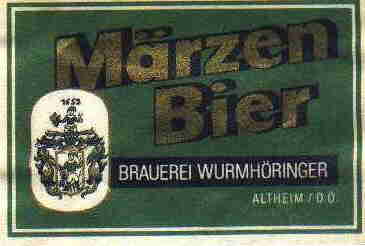 Märzen
Bier
1652
BRAUEREI WURMHÖRINGER
ALTHEIM / O.Ö.